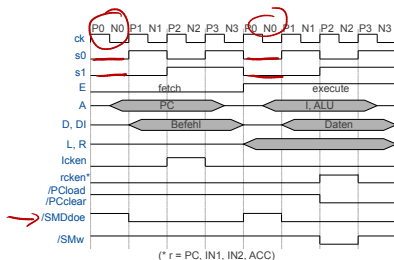 P0 N0 P1 N1 P2 N2 P3 N3 P0 N0 P1 N1 P2 N2 P3 N3
ck
s0
s1
E fetch execute
A PC I, ALU
D, DI Befehl Daten
L, R
Icken
rcken*
/PCload
/PCclear
/SMDdoe
/SMw
(* r = PC, IN1, IN2, ACC)